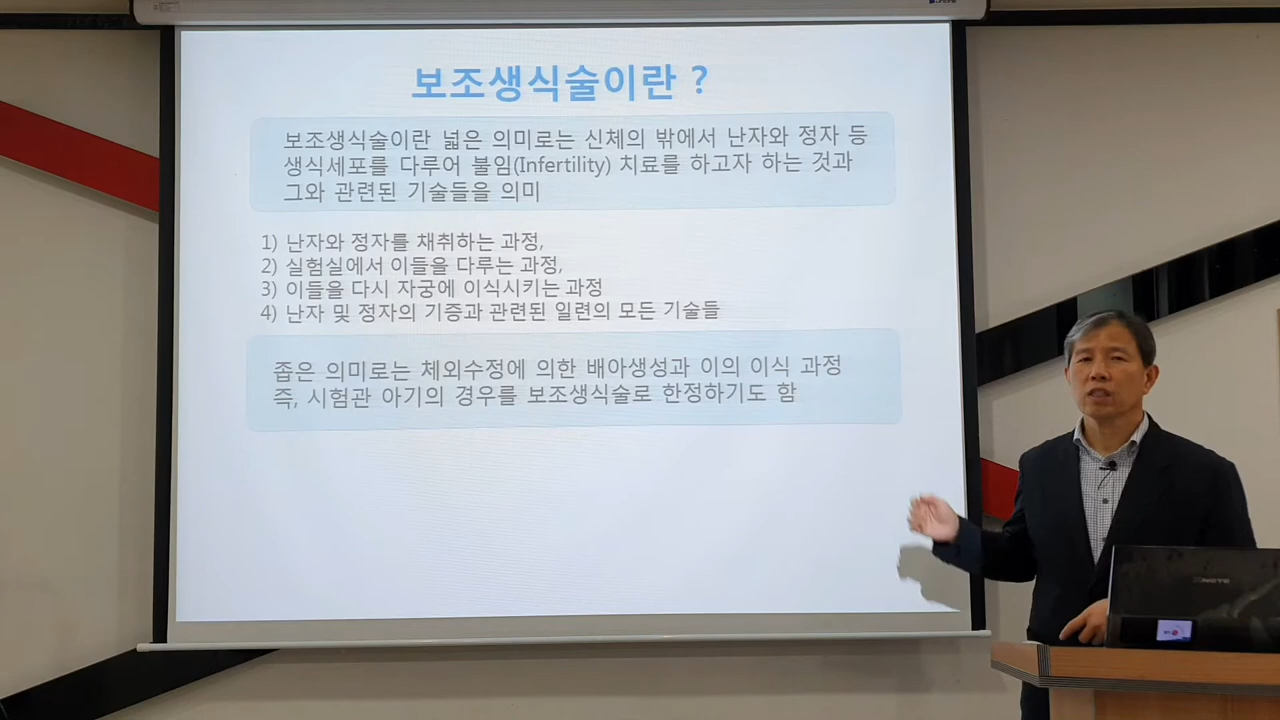 보조생식술이란 ?
보조생식술이란 넓은 의미로는 신체의 밖에서 난자와 정자 등
생식세포를 다루어 불임(Infertility) 치료를 하고자 하는 것과
그와 관련된 기술들을 의미
1) 난자와 정자를 채취하는 과정,
2) 실험실에서 이들을 다루는 과정,
3) 이들을 다시 자궁에 이식시키는 과정
4) 난자 및 정자의 기증과 관련된 일련의 모든 기술들
좁은 의미로는 체외수정에 의한 배아생성과 이의 이식 과정
즉, 시험관 아기의 경우를 보조생식술로 한정하기도 함